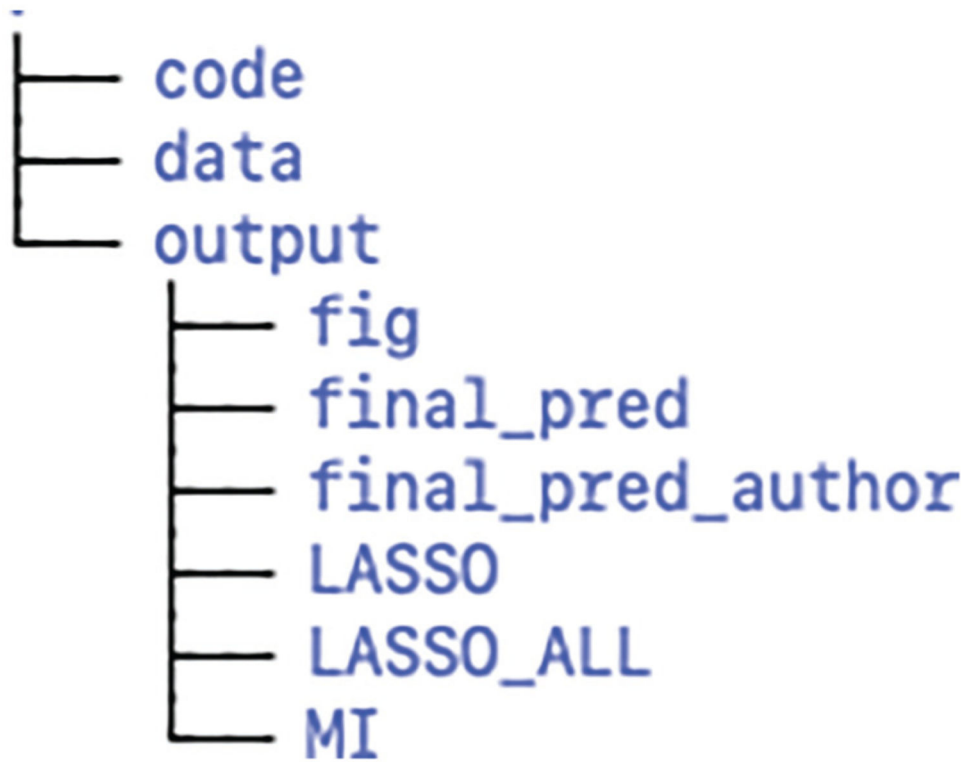 .
code
data
output
fig
final_pred
final_pred_author
LASSO
LASSO_ALL
MI